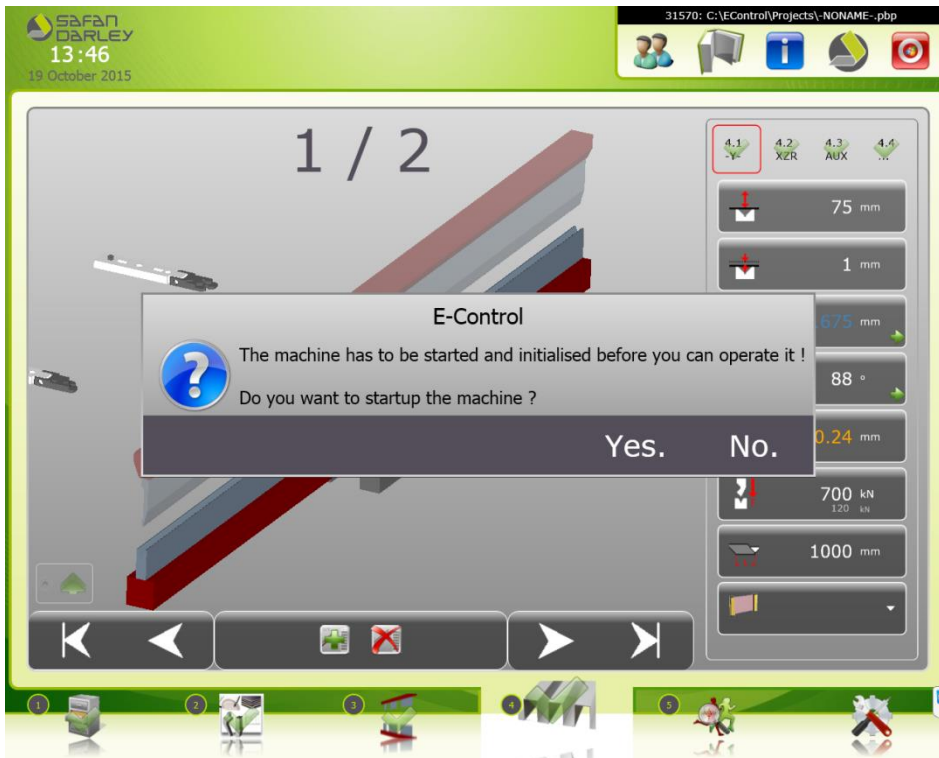 SAFAN
DARLEY
13:46
19 October 2015
31570: C:\EControl\Projects\-NONAME-.pbp
1 / 2
4.1
-Y-
4.2
XZR
4.3
AUX
4.4
...
75 mm
1 mm
E-Control
The machine has to be started and initialised before you can operate it !
Do you want to startup the machine ?
Yes. No.
.675 mm
88 °
0.24 mm
700 kN
120 kN
1000 mm
1
2
3
4
5